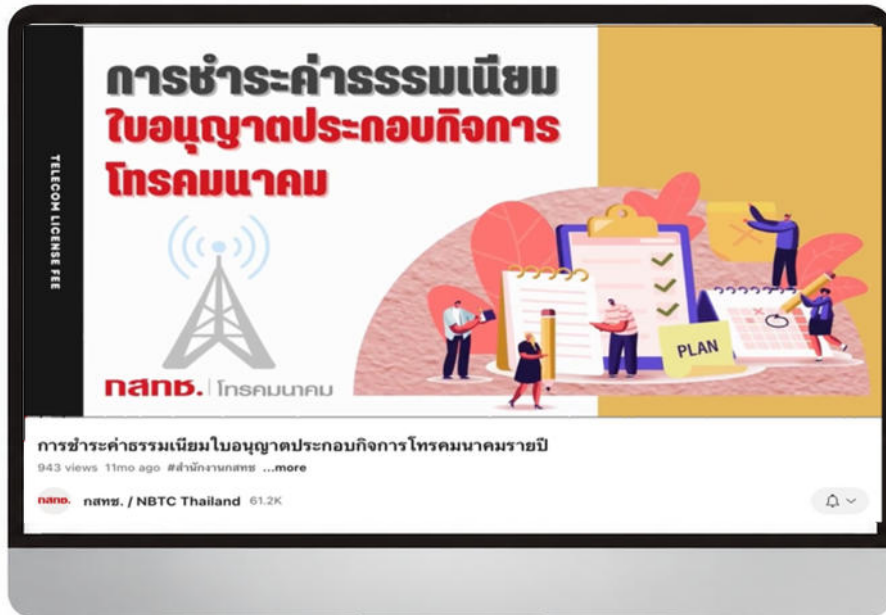 การชำระค่าธรรมเนียม
ใบอนุญาตประกอบกิจการ
โทรคมนาคม
TELECOM LICENSE FEE
PLAN
กสทช. | โทรคมนาคม
การชำระค่าธรรมเนียมใบอนุญาตประกอบกิจการโทรคมนาคมรายปี
943 views 11mo ago #สำนักงานกสทช ...more
กสทช. กสทช. / NBTC Thailand 61.2K